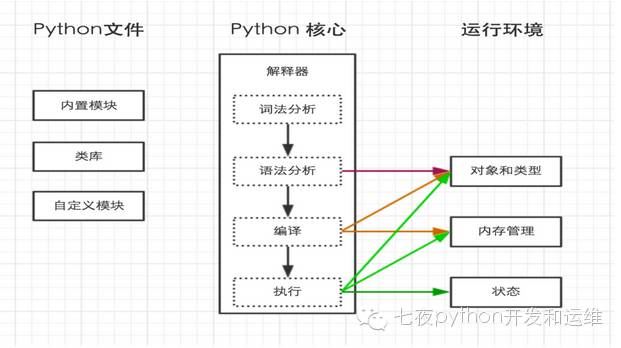 Python文件
Python 核心
运行环境
解释器
内置模块
类库
自定义模块
词法分析
语法分析
编译
执行
对象和类型
内存管理
状态
七夜python开发和运维